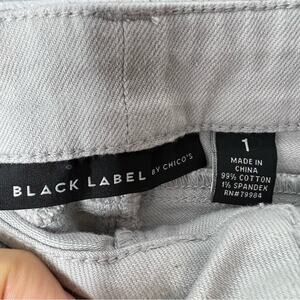 BLACK LABEL BY CHICO'S
1
MADE IN
CHINA
99% COTTON
1% SPANDEX
RN#79984